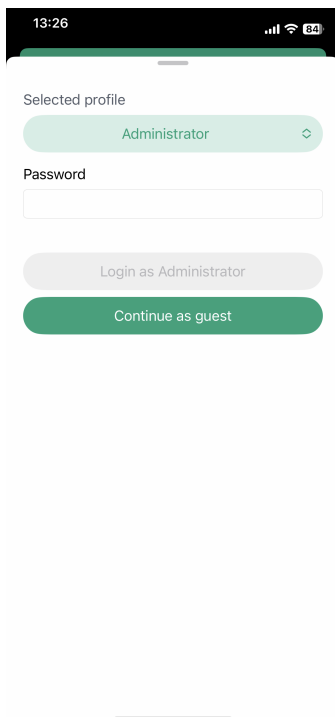 13:26
84
Selected profile
Administrator
Password
Login as Administrator
Continue as guest